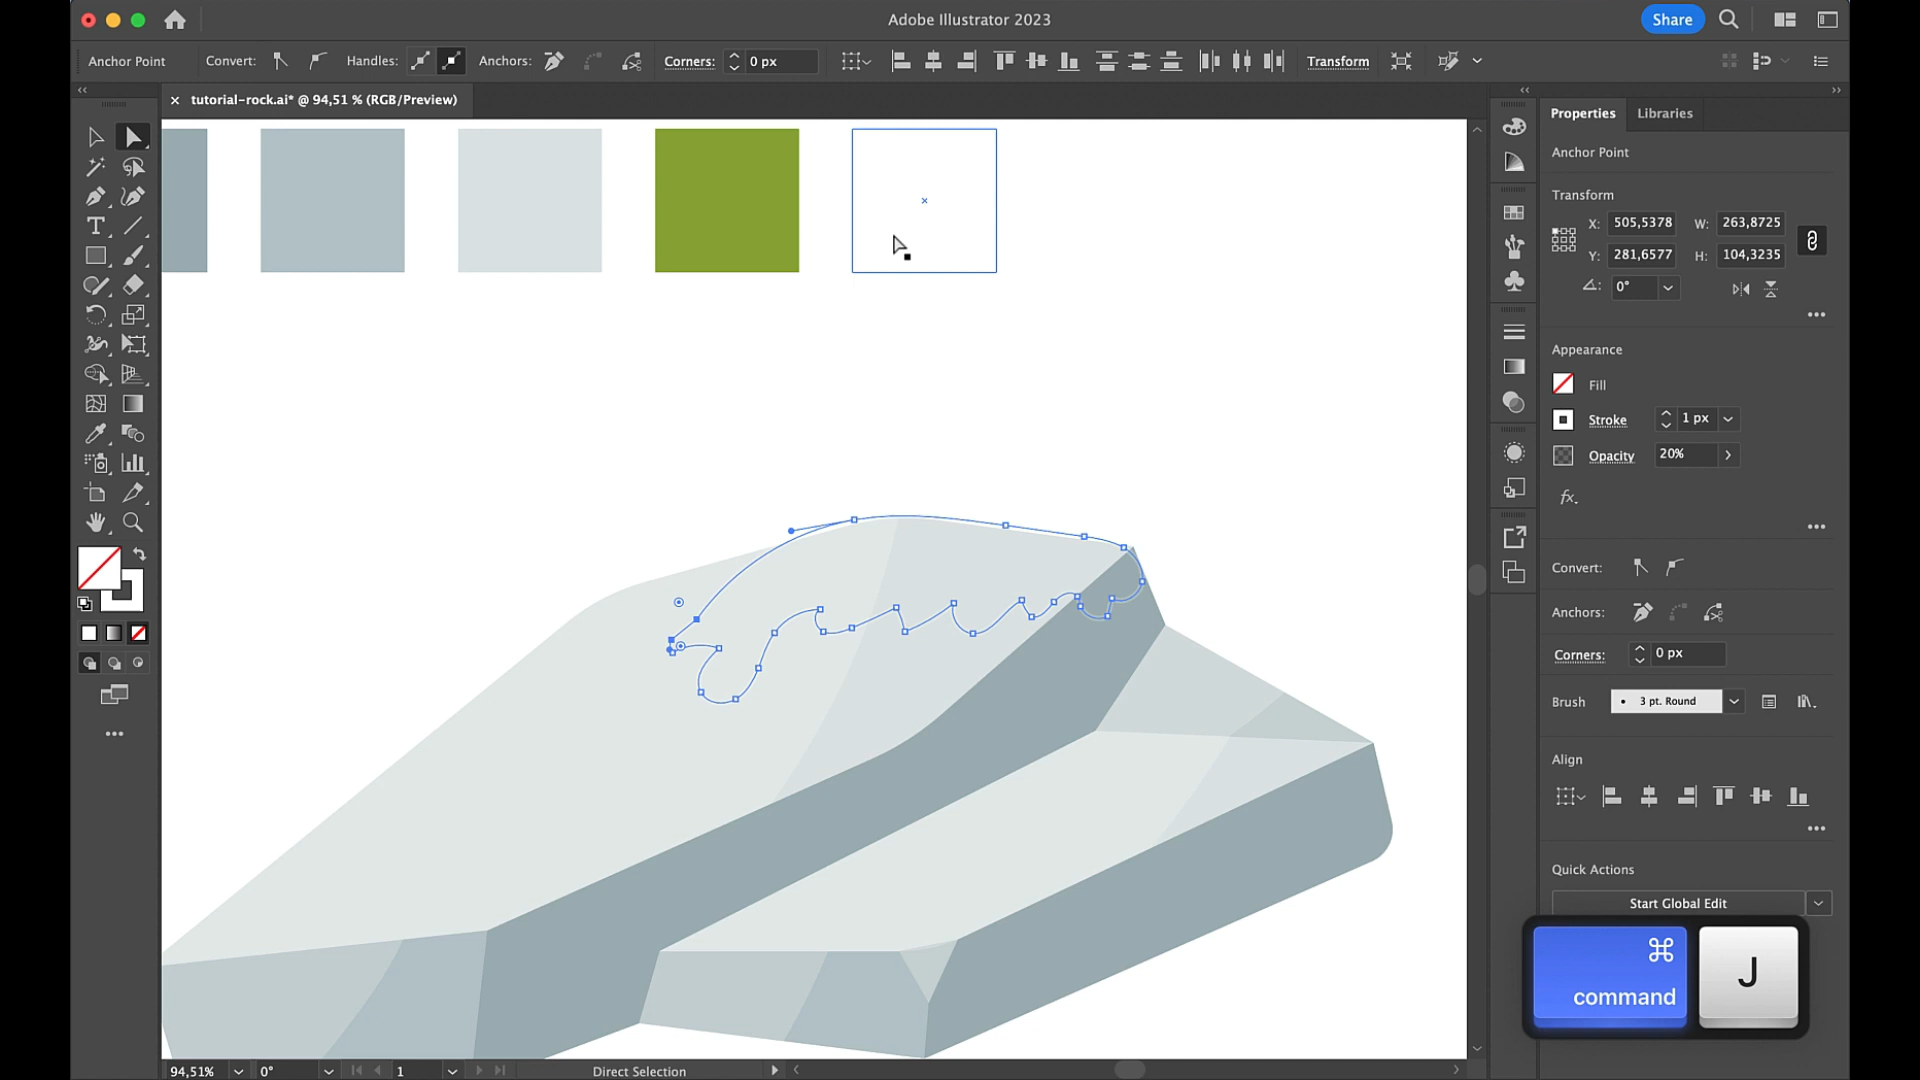 Adobe Illustrator 2023
Share
Anchor Point
Convert:
Handles:
Anchors:
Corners:
0 px
Transform
tutorial-rock.ai* @ 94,51 % (RGB/Preview)
Properties
Libraries
Anchor Point
Transform
X: 505,5378 W: 263,8725
Y: 281,6577 H: 104,3235
0°
Appearance
Fill
Stroke 1 px
Opacity 20%
fx
Convert:
Anchors:
Corners: 0 px
Brush 3 pt. Round
Align
Quick Actions
Start Global Edit
command
J
94,51% 0° 1 Direct Selection